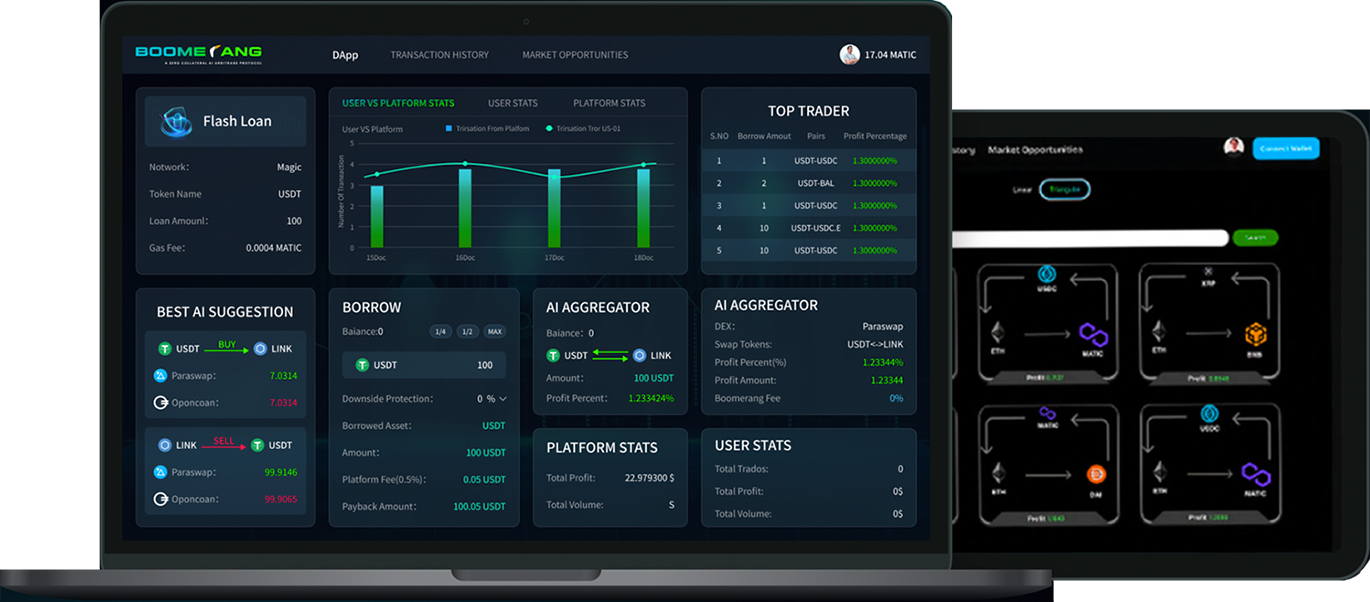 BOOMERANG
A ZERO COLLATERAL AI ARBITRAGE PROTOCOL
DApp
TRANSACTION HISTORY
MARKET OPPORTUNITIES
17.04 MATIC
Flash Loan
Network: Magic
Token Name USDT
Loan Amounl: 100
Gas Fee: 0.0004 MATIC
USER VS PLATFORM STATS
USER STATS
PLATFORM STATS
User VS Platform
Trirsation From Platfom
Trirsation Tror US-01
Number Of Traneaction
5
4
3
2
1
0
15Doc 16Doc 17Doc 18Doc
TOP TRADER
S.NO Borrow Amout Pairs Profit Percentage
1 1 USDT-USDC 1.3000000%
2 2 USDT-BAL 1.3000000%
3 1 USDT-USDC 1.3000000%
4 10 USDT-USDC.E 1.3000000%
5 10 USDT-USDC 1.3000000%
BEST AI SUGGESTION
USDT BUY LINK
Paraswap: 7.0314
Oponcoan: 7.0314
LINK SELL USDT
Paraswap: 99.9146
Oponcoan: 99.9065
BORROW
Baiance:0 1/4 1/2 MAX
USDT 100
Downside Protection: 0 %
Borrowed Asset: USDT
Amount: 100 USDT
Platform Fee(0.5%): 0.05 USDT
Payback Amount: 100.05 USDT
AI AGGREGATOR
Baiance: 0
USDT LINK
Amount: 100 USDT
Profit Percent: 1.233424%
AI AGGREGATOR
DEX: Paraswap
Swap Tokens: USDT<->LINK
Profit Percent(%) 1.23344%
Profit Amount: 1.23344
Boomerang Fee 0%
PLATFORM STATS
Total Profit: 22.979300 $
Total Volume: S
USER STATS
Total Trados: 0
Total Profit: 0$
Total Volume: 0$
story Market Opportunities
Connect Wallet
Linear Triangular
Search
USDC
ETH
MATIC
Profit
XRP
ETH
BNB
Profit
MATIC
ETH
DAI
Profit
USDC
ETH
MATIC
Profit